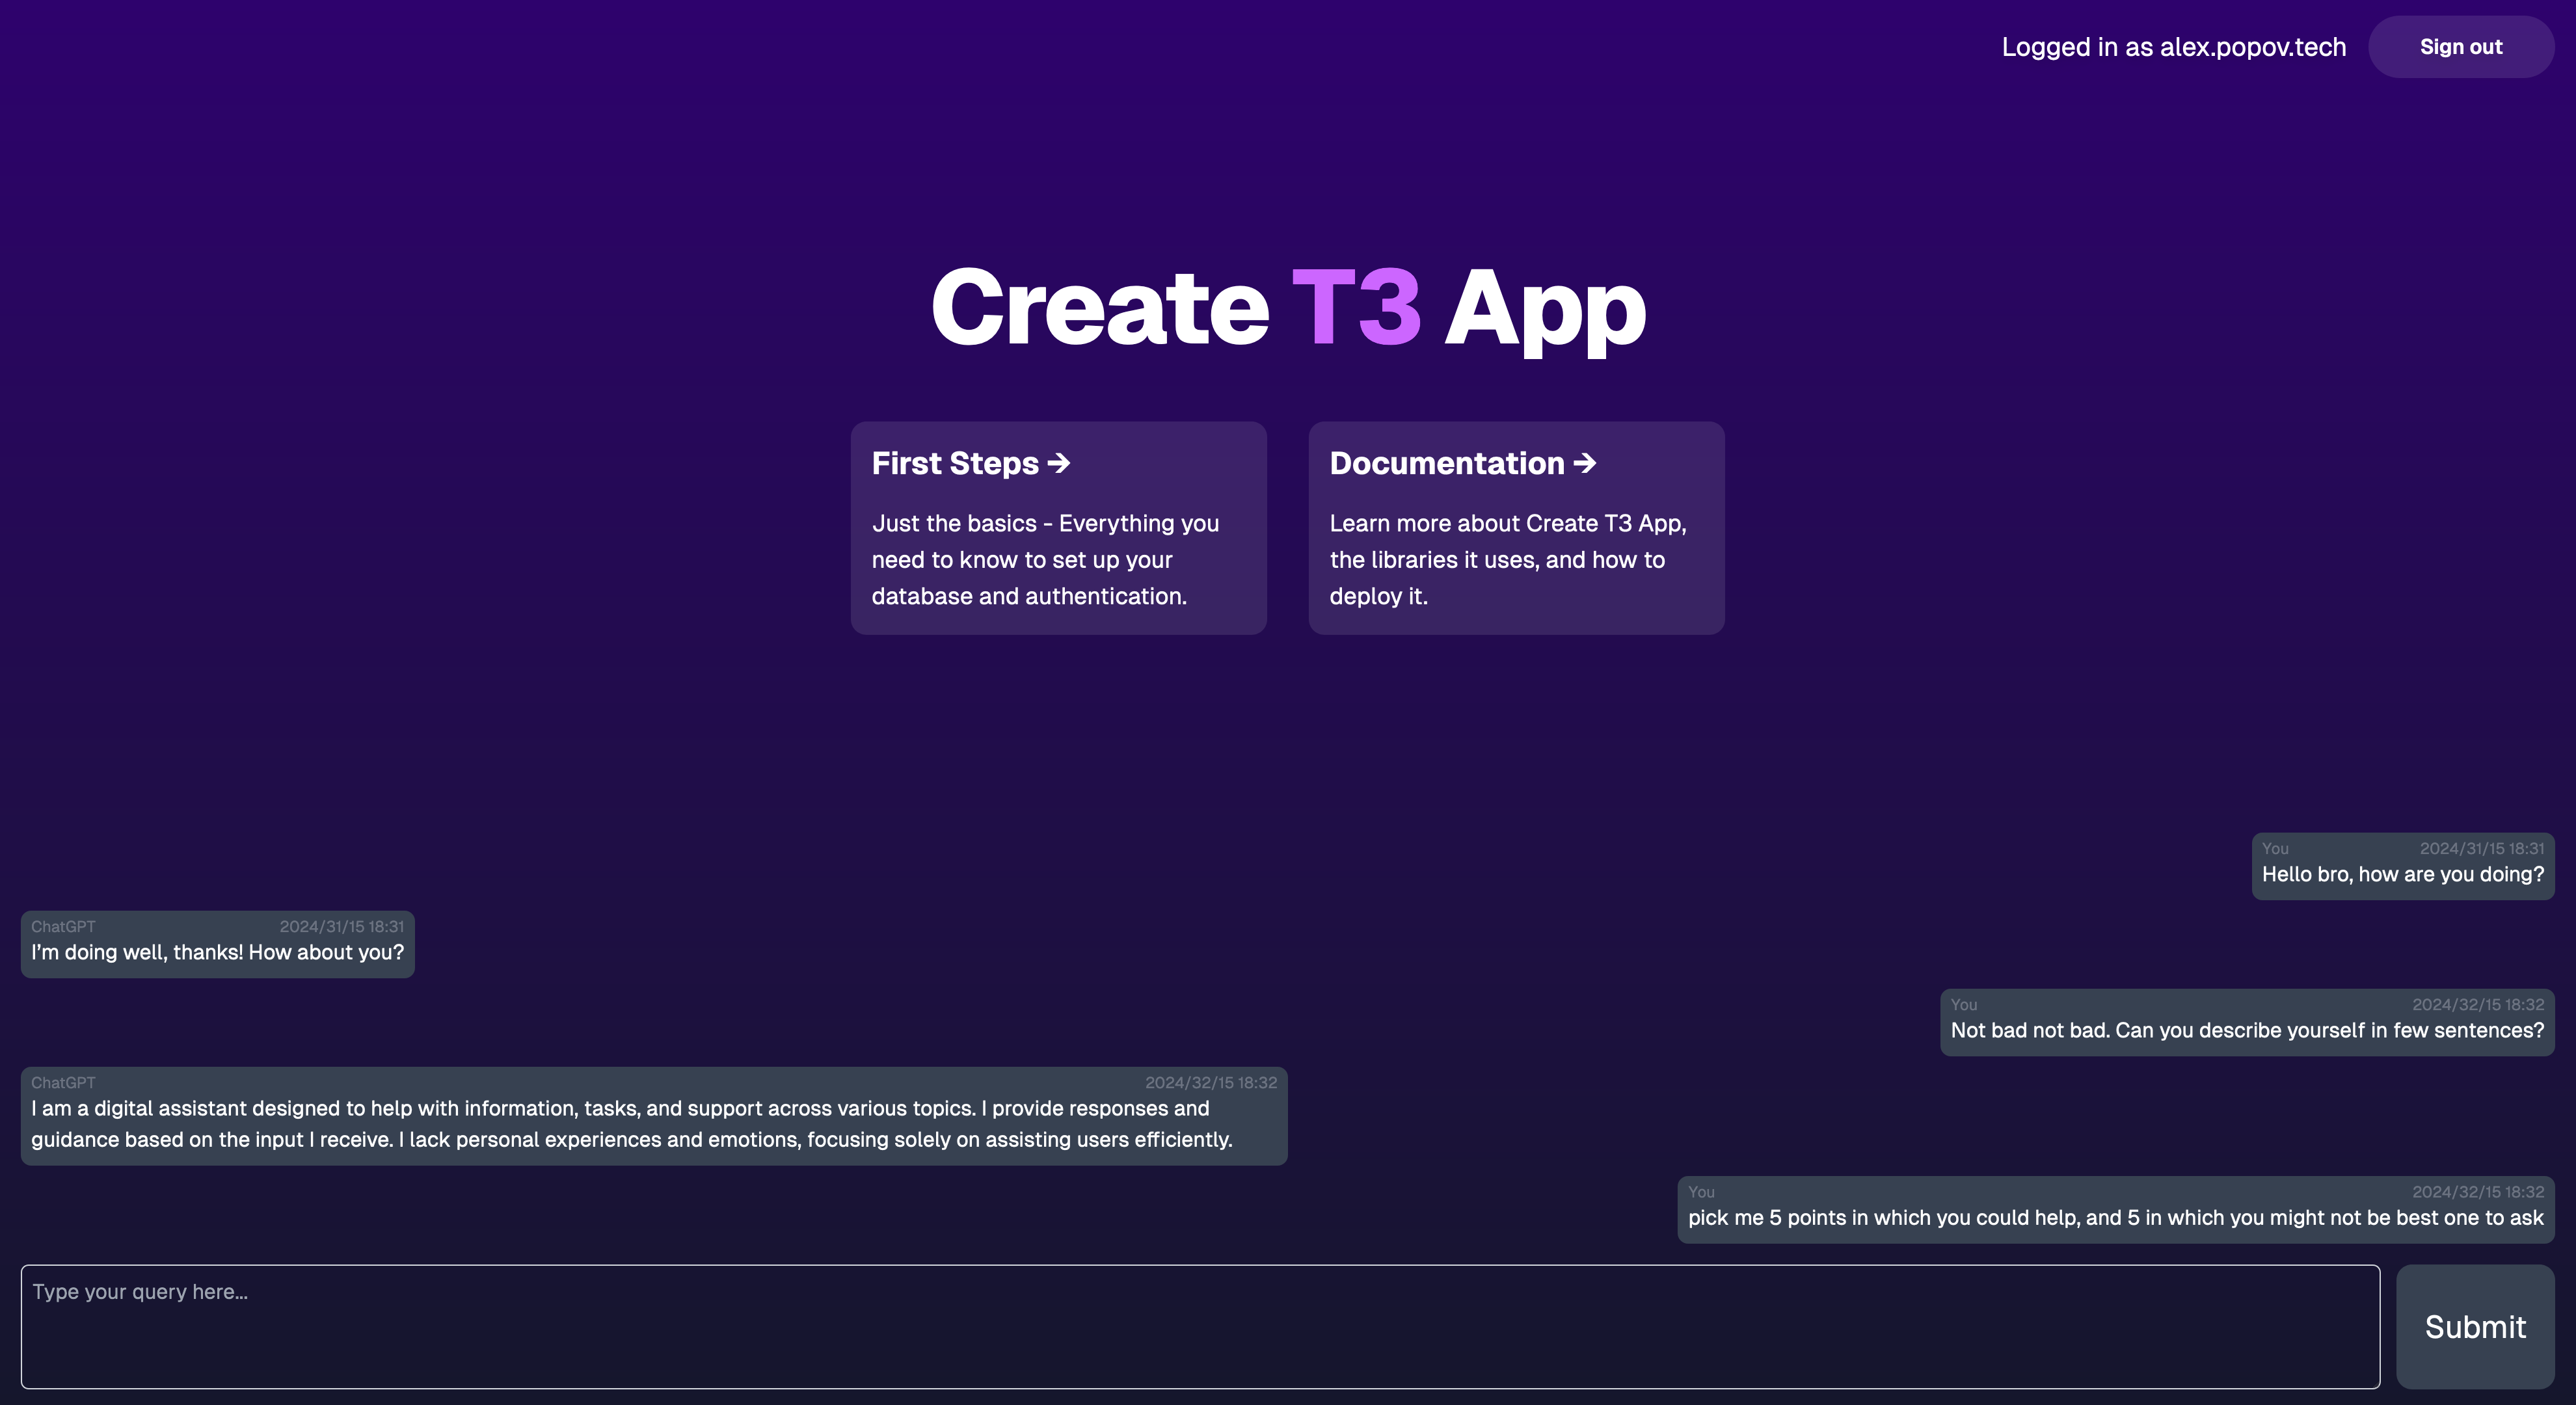 Logged in as alex.popov.tech
Sign out
Create T3 App
First Steps →
Just the basics - Everything you
need to know to set up your
database and authentication.
Documentation →
Learn more about Create T3 App,
the libraries it uses, and how to
deploy it.
You 2024/31/15 18:31
Hello bro, how are you doing?
ChatGPT 2024/31/15 18:31
I'm doing well, thanks! How about you?
You 2024/32/15 18:32
Not bad not bad. Can you describe yourself in few sentences?
ChatGPT 2024/32/15 18:32
I am a digital assistant designed to help with information, tasks, and support across various topics. I provide responses and
guidance based on the input I receive. I lack personal experiences and emotions, focusing solely on assisting users efficiently.
You 2024/32/15 18:32
pick me 5 points in which you could help, and 5 in which you might not be best one to ask
Type your query here...
Submit